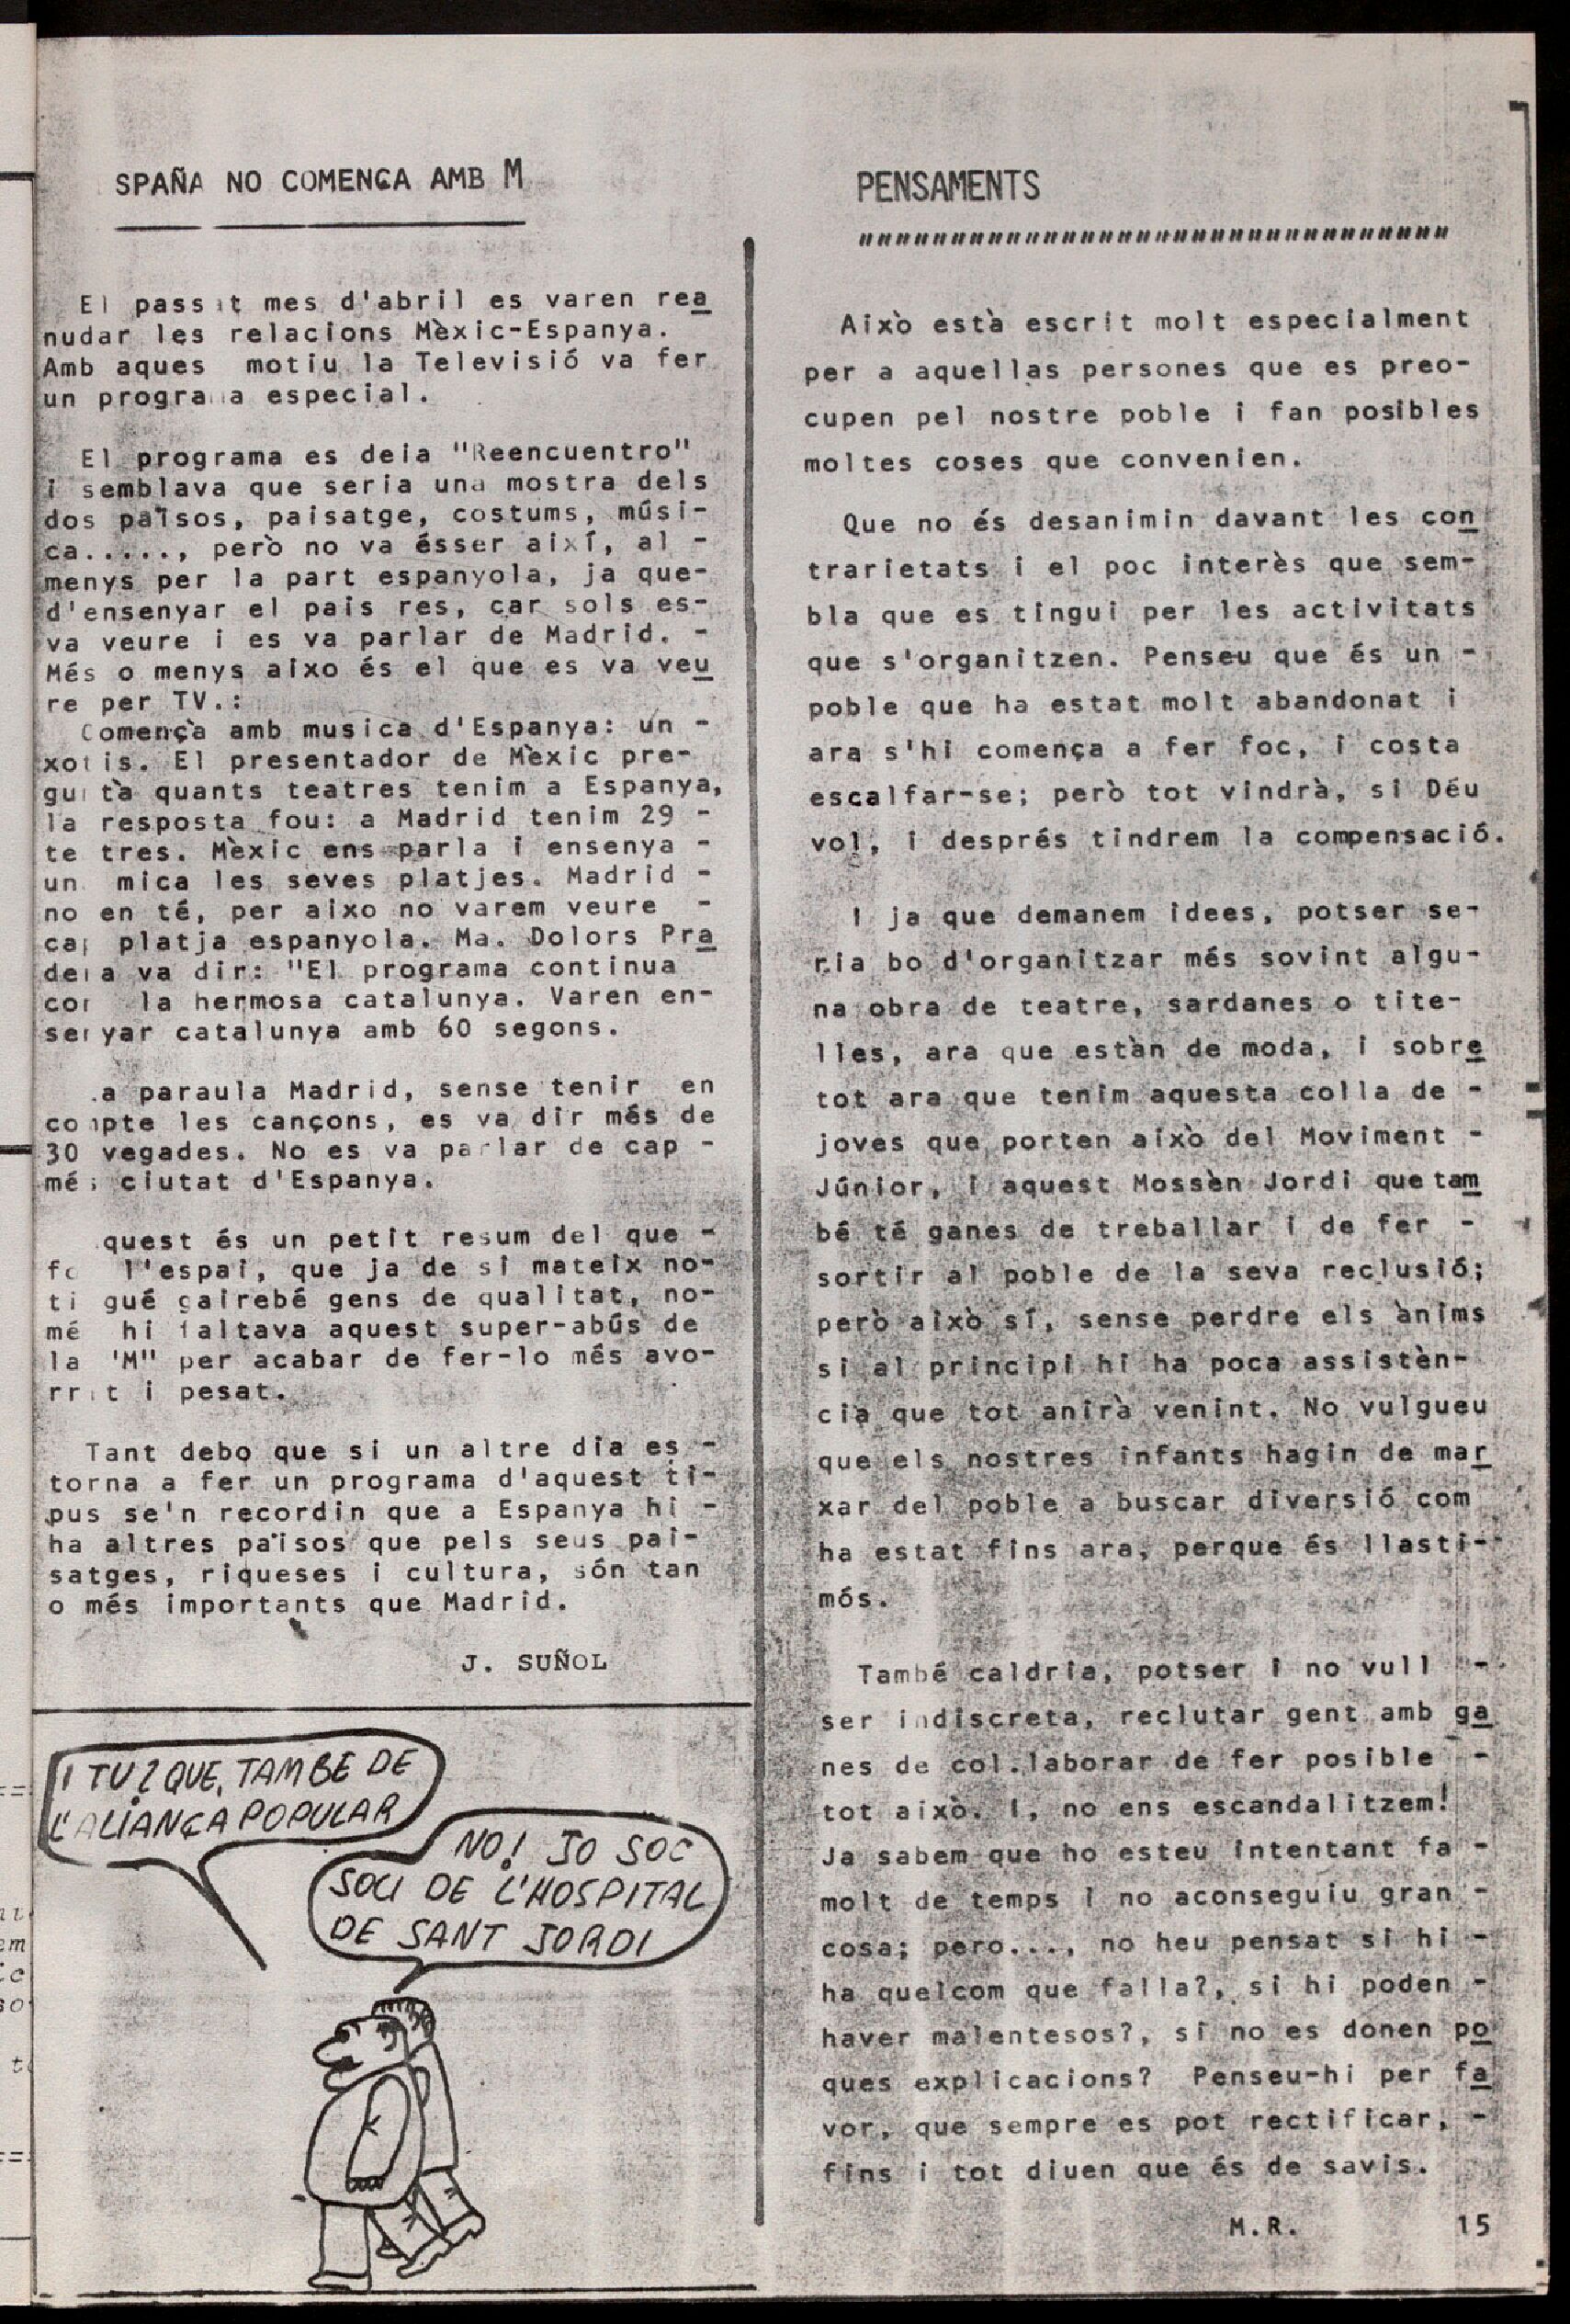 SPAÑA NO COMENÇA AMB M
El passat mes d'abril es varen rea
nudar les relacions Mèxic-Espanya.
Amb aques motiu la Televisió va fer
un programa especial.
El programa es deia "Reencuentro"
i semblava que seria una mostra dels
dos països, paisatge, costums, músi-
ca....., però no va ésser així, al -
menys per la part espanyola, ja que-
d'ensenyar el pais res, car sols es-
va veure i es va parlar de Madrid. -
Més o menys aixo és el que es va veu
re per TV.:
Començà amb musica d'Espanya: un -
xotis. El presentador de Mèxic pre-
guntà quants teatres tenim a Espanya,
la resposta fou: a Madrid tenim 29 -
te tres. Mèxic ens parla i ensenya -
un mica les seves platjes. Madrid -
no en té, per aixo no varem veure -
cap platja espanyola. Ma. Dolors Pra
dera va dir: "El programa continua
con la hermosa catalunya. Varen en-
senyar catalunya amb 60 segons.
a paraula Madrid, sense tenir en
compte les cançons, es va dir més de
30 vegades. No es va parlar de cap -
més ciutat d'Espanya.
quest és un petit resum del que -
fo l'espai, que ja de si mateix no-
ti gué gairebé gens de qualitat, no-
mé hi faltava aquest super-abús de
la 'M" per acabar de fer-lo més avo-
rrit i pesat.
Tant debo que si un altre dia es -
torna a fer un programa d'aquest ti-
pus se'n recordin que a Espanya hi -
ha altres països que pels seus pai-
satges, riqueses i cultura, són tan
o més importants que Madrid.
J. SUÑOL
I TU? QUE, TAMBE DE
L'ALIANÇA POPULAR
NO! JO SOC
SOCI DE L'HOSPITAL
DE SANT JORDI
PENSAMENTS
""""""""""""""""""""""""""""""""
Això està escrit molt especialment
per a aquellas persones que es preo-
cupen pel nostre poble i fan posibles
moltes coses que convenien.
Que no és desanimin davant les con
trarietats i el poc interès que sem-
bla que es tingui per les activitats
que s'organitzen. Penseu que és un -
poble que ha estat molt abandonat i
ara s'hi comença a fer foc, i costa
escalfar-se; però tot vindrà, si Déu
vol, i després tindrem la compensació.
I ja que demanem idees, potser se-
ria bo d'organitzar més sovint algu-
na obra de teatre, sardanes o tite-
lles, ara que estàn de moda, i sobre
tot ara que tenim aquesta colla de -
joves que porten això del Moviment -
Júnior, i aquest Mossèn Jordi que tam
bé té ganes de treballar i de fer -
sortir al poble de la seva reclusió;
però això sí, sense perdre els ànims
si al principi hi ha poca assistèn-
cia que tot anirà venint. No vulgueu
que els nostres infants hagin de mar
xar del poble a buscar diversió com
ha estat fins ara, perque és llasti-
mós.
També caldria, potser i no vull -
ser indiscreta, reclutar gent amb ga
nes de col.laborar de fer posible -
tot això. I, no ens escandalitzem!
Ja sabem que ho esteu intentant fa -
molt de temps i no aconseguiu gran -
cosa; pero...., no heu pensat si hi -
ha quelcom que falla?, si hi poden -
haver malentesos?, si no es donen po
ques explicacions? Penseu-hi per fa
vor, que sempre es pot rectificar, -
fins i tot diuen que és de savis.
M.R.
15